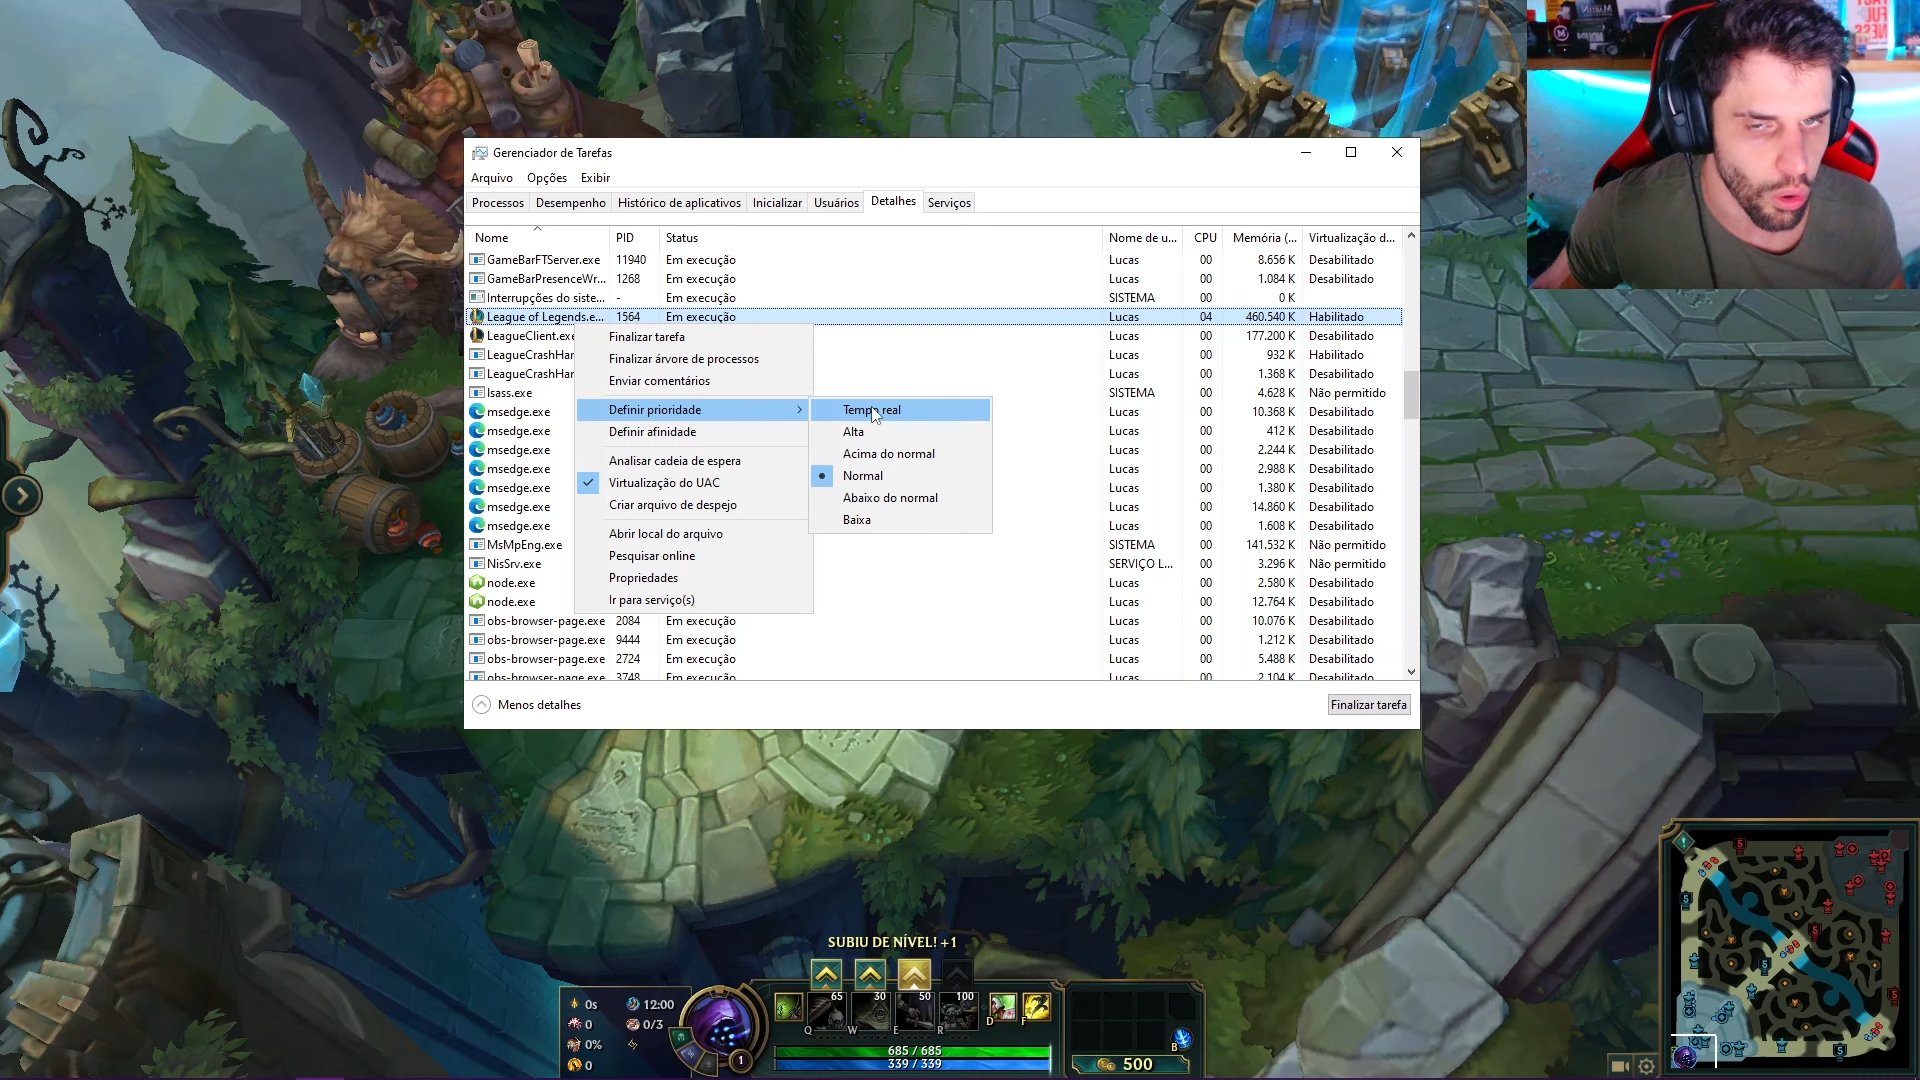 Gerenciador de Tarefas
Arquivo Opções Exibir
Processos Desempenho Histórico de aplicativos Inicializar Usuários Detalhes Serviços
Nome PID Status Nome de u... CPU Memória (... Virtualização d...
GameBarFTServer.exe 11940 Em execução Lucas 00 8.656 K Desabilitado
GameBarPresenceWr... 1268 Em execução Lucas 00 1.084 K Desabilitado
Interrupções do siste... - Em execução SISTEMA 00 0 K
League of Legends.e... 1564 Em execução Lucas 04 460.540 K Habilitado
LeagueClient.exe Lucas 00 177.200 K Desabilitado
LeagueCrashHar Lucas 00 932 K Habilitado
LeagueCrashHar Lucas 00 1.368 K Desabilitado
lsass.exe SISTEMA 00 4.628 K Não permitido
msedge.exe Lucas 00 10.368 K Desabilitado
msedge.exe Lucas 00 412 K Desabilitado
msedge.exe Lucas 00 2.244 K Desabilitado
msedge.exe Lucas 00 2.988 K Desabilitado
msedge.exe Lucas 00 1.380 K Desabilitado
msedge.exe Lucas 00 14.860 K Desabilitado
msedge.exe Lucas 00 1.608 K Desabilitado
MsMpEng.exe SISTEMA 00 141.532 K Não permitido
NisSrv.exe SERVIÇO L... 00 3.296 K Não permitido
node.exe Lucas 00 2.580 K Desabilitado
node.exe Lucas 00 12.764 K Desabilitado
obs-browser-page.exe 2084 Em execução Lucas 00 10.076 K Desabilitado
obs-browser-page.exe 9444 Em execução Lucas 00 1.212 K Desabilitado
obs-browser-page.exe 2724 Em execução Lucas 00 5.488 K Desabilitado
obs-browser-page.exe 3748 Em execução Lucas 00 2.104 K Desabilitado
Finalizar tarefa
Finalizar árvore de processos
Enviar comentários
Definir prioridade
Definir afinidade
Analisar cadeia de espera
Virtualização do UAC
Criar arquivo de despejo
Abrir local do arquivo
Pesquisar online
Propriedades
Ir para serviço(s)
Tempo real
Alta
Acima do normal
Normal
Abaixo do normal
Baixa
Menos detalhes
Finalizar tarefa
SUBIU DE NÍVEL! +1
0s 12:00
0 0/3
0%
0
1
65 30 50 100
Q W E R D F
685 / 685
339 / 339
B
500